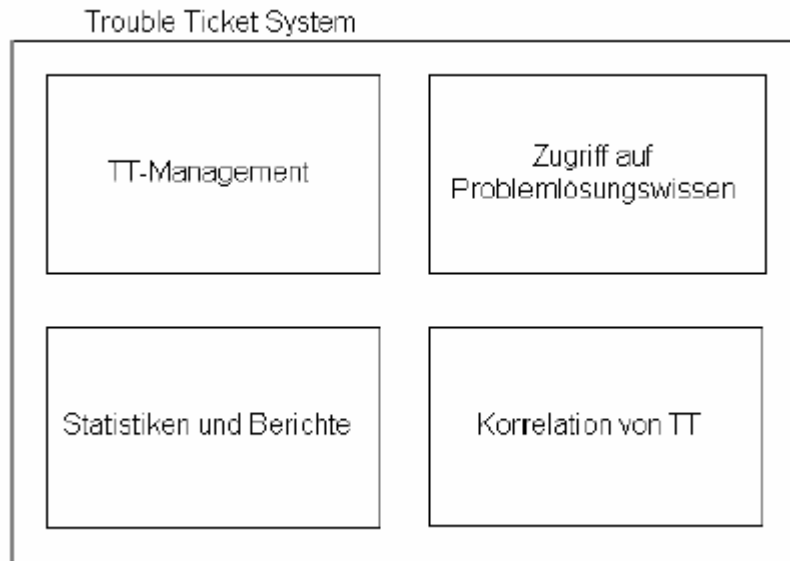 Trouble Ticket System
TT-Management
Zugriff auf
Problemlösungswissen
Statistiken und Berichte
Korrelation von TT